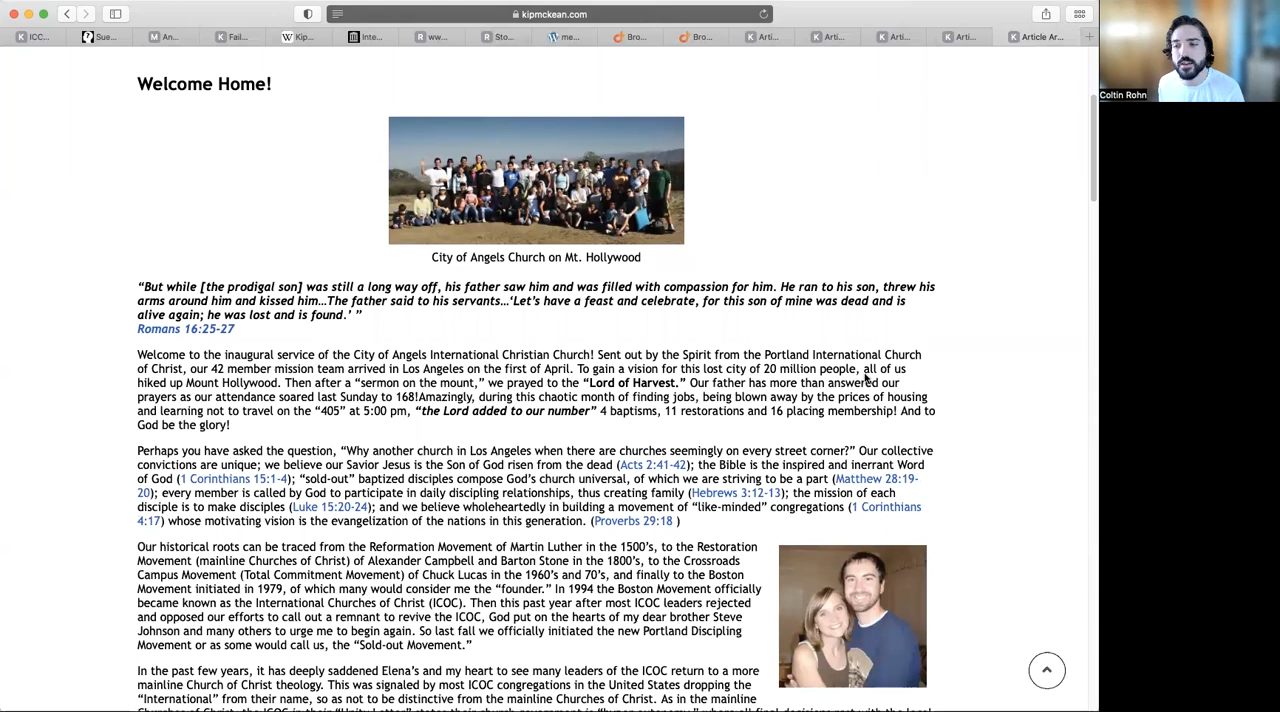 kipmckean.com
ICC...
Sue...
An...
Fail...
Kip...
Inte...
ww...
Sto...
me...
Bro...
Bro...
Arti...
Arti...
Arti...
Arti...
Article Ar...
Coltin Rohn
Welcome Home!
City of Angels Church on Mt. Hollywood
“But while [the prodigal son] was still a long way off, his father saw him and was filled with compassion for him. He ran to his son, threw his
arms around him and kissed him…The father said to his servants…‘Let’s have a feast and celebrate, for this son of mine was dead and is
alive again; he was lost and is found.’ ”
Romans 16:25-27
Welcome to the inaugural service of the City of Angels International Christian Church! Sent out by the Spirit from the Portland International Church
of Christ, our 42 member mission team arrived in Los Angeles on the first of April. To gain a vision for this lost city of 20 million people, all of us
hiked up Mount Hollywood. Then after a “sermon on the mount,” we prayed to the “Lord of Harvest.” Our father has more than answered our
prayers as our attendance soared last Sunday to 168!Amazingly, during this chaotic month of finding jobs, being blown away by the prices of housing
and learning not to travel on the “405” at 5:00 pm, “the Lord added to our number” 4 baptisms, 11 restorations and 16 placing membership! And to
God be the glory!
Perhaps you have asked the question, “Why another church in Los Angeles when there are churches seemingly on every street corner?” Our collective
convictions are unique; we believe our Savior Jesus is the Son of God risen from the dead (Acts 2:41-42); the Bible is the inspired and inerrant Word
of God (1 Corinthians 15:1-4); “sold-out” baptized disciples compose God’s church universal, of which we are striving to be a part (Matthew 28:19-
20); every member is called by God to participate in daily discipling relationships, thus creating family (Hebrews 3:12-13); the mission of each
disciple is to make disciples (Luke 15:20-24); and we believe wholeheartedly in building a movement of “like-minded” congregations (1 Corinthians
4:17) whose motivating vision is the evangelization of the nations in this generation. (Proverbs 29:18 )
Our historical roots can be traced from the Reformation Movement of Martin Luther in the 1500’s, to the Restoration
Movement (mainline Churches of Christ) of Alexander Campbell and Barton Stone in the 1800’s, to the Crossroads
Campus Movement (Total Commitment Movement) of Chuck Lucas in the 1960’s and 70’s, and finally to the Boston
Movement initiated in 1979, of which many would consider me the “founder.” In 1994 the Boston Movement officially
became known as the International Churches of Christ (ICOC). Then this past year after most ICOC leaders rejected
and opposed our efforts to call out a remnant to revive the ICOC, God put on the hearts of my dear brother Steve
Johnson and many others to urge me to begin again. So last fall we officially initiated the new Portland Discipling
Movement or as some would call us, the “Sold-out Movement.”
In the past few years, it has deeply saddened Elena’s and my heart to see many leaders of the ICOC return to a more
mainline Church of Christ theology. This was signaled by most ICOC congregations in the United States dropping the
“International” from their name, so as not to be distinctive from the mainline Churches of Christ. As in the mainline